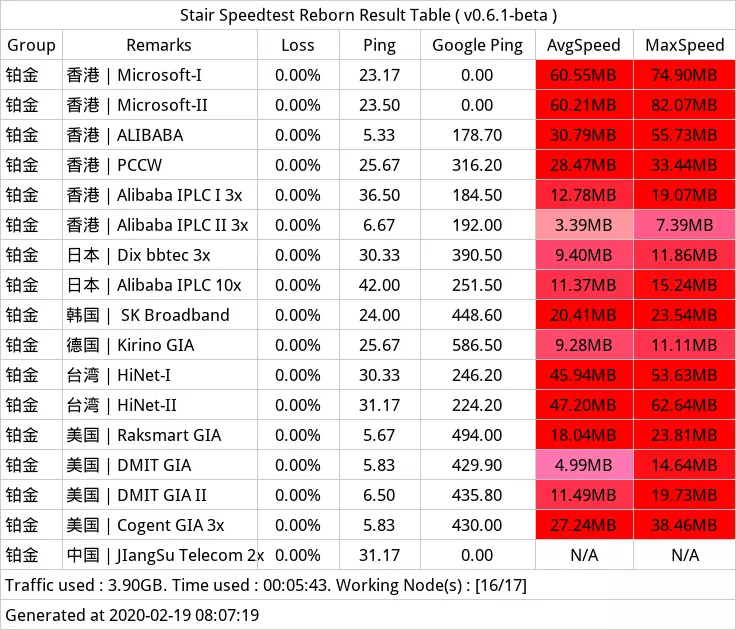 Stair Speedtest Reborn Result Table ( v0.6.1-beta )
Group Remarks Loss Ping Google Ping AvgSpeed MaxSpeed
铂金 香港 | Microsoft-I 0.00% 23.17 0.00 60.55MB 74.90MB
铂金 香港 | Microsoft-II 0.00% 23.50 0.00 60.21MB 82.07MB
铂金 香港 | ALIBABA 0.00% 5.33 178.70 30.79MB 55.73MB
铂金 香港 | PCCW 0.00% 25.67 316.20 28.47MB 33.44MB
铂金 香港 | Alibaba IPLC I 3x 0.00% 36.50 184.50 12.78MB 19.07MB
铂金 香港 | Alibaba IPLC II 3x 0.00% 6.67 192.00 3.39MB 7.39MB
铂金 日本 | Dix bbtec 3x 0.00% 30.33 390.50 9.40MB 11.86MB
铂金 日本 | Alibaba IPLC 10x 0.00% 42.00 251.50 11.37MB 15.24MB
铂金 韩国 | SK Broadband 0.00% 24.00 448.60 20.41MB 23.54MB
铂金 德国 | Kirino GIA 0.00% 25.67 586.50 9.28MB 11.11MB
铂金 台湾 | HiNet-I 0.00% 30.33 246.20 45.94MB 53.63MB
铂金 台湾 | HiNet-II 0.00% 31.17 224.20 47.20MB 62.64MB
铂金 美国 | Raksmart GIA 0.00% 5.67 494.00 18.04MB 23.81MB
铂金 美国 | DMIT GIA 0.00% 5.83 429.90 4.99MB 14.64MB
铂金 美国 | DMIT GIA II 0.00% 6.50 435.80 11.49MB 19.73MB
铂金 美国 | Cogent GIA 3x 0.00% 5.83 430.00 27.24MB 38.46MB
铂金 中国 | JIangSu Telecom 2x 0.00% 31.17 0.00 N/A N/A
Traffic used : 3.90GB. Time used : 00:05:43. Working Node(s) : [16/17]
Generated at 2020-02-19 08:07:19